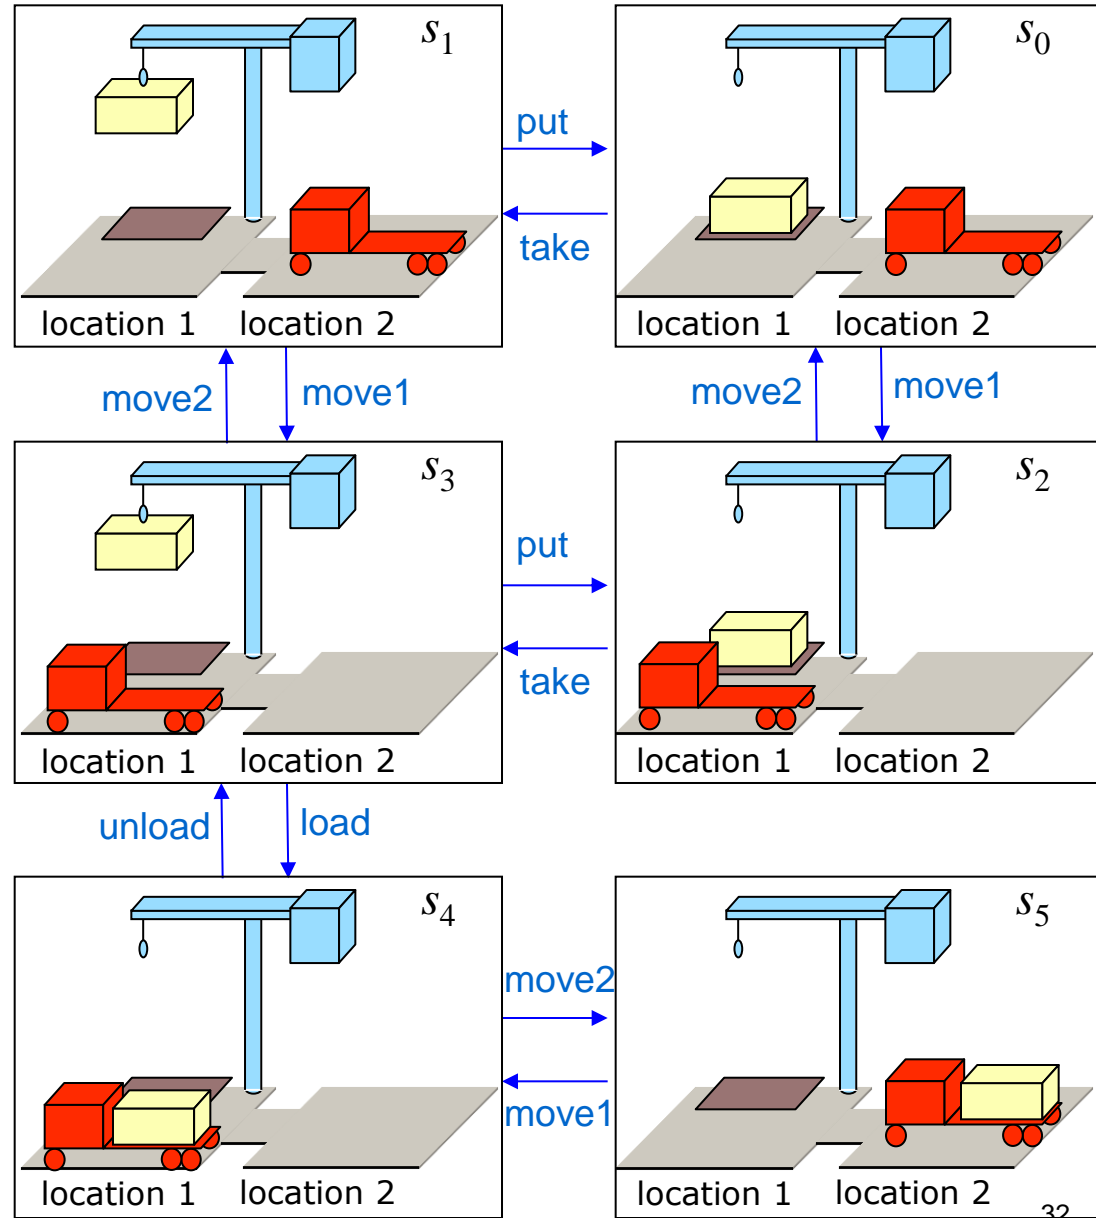 s1
s0
put
take
location 1 location 2
location 1 location 2
move2 move1
move2 move1
s3
s2
put
take
location 1 location 2
location 1 location 2
unload load
s4
s5
move2
move1
location 1 location 2
location 1 location 2
32